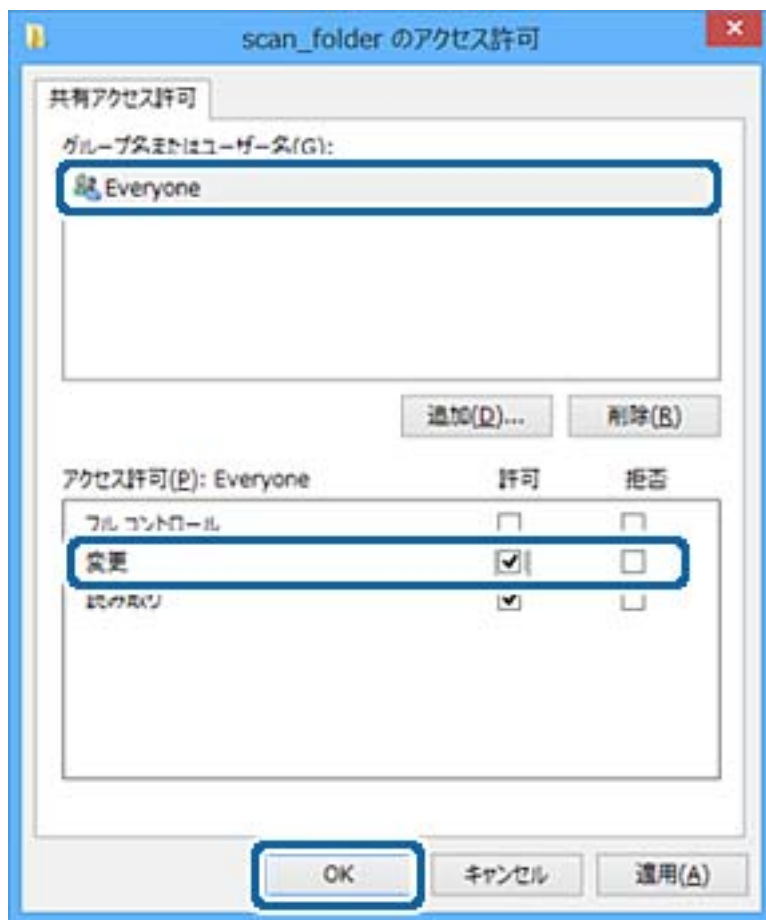 scan_folder のアクセス許可
共有アクセス許可
グループ名またはユーザー名(G):
Everyone
追加(D)... 削除(R)
アクセス許可(P): Everyone 許可 拒否
フル コントロール
変更
読み取り
OK キャンセル 適用(A)